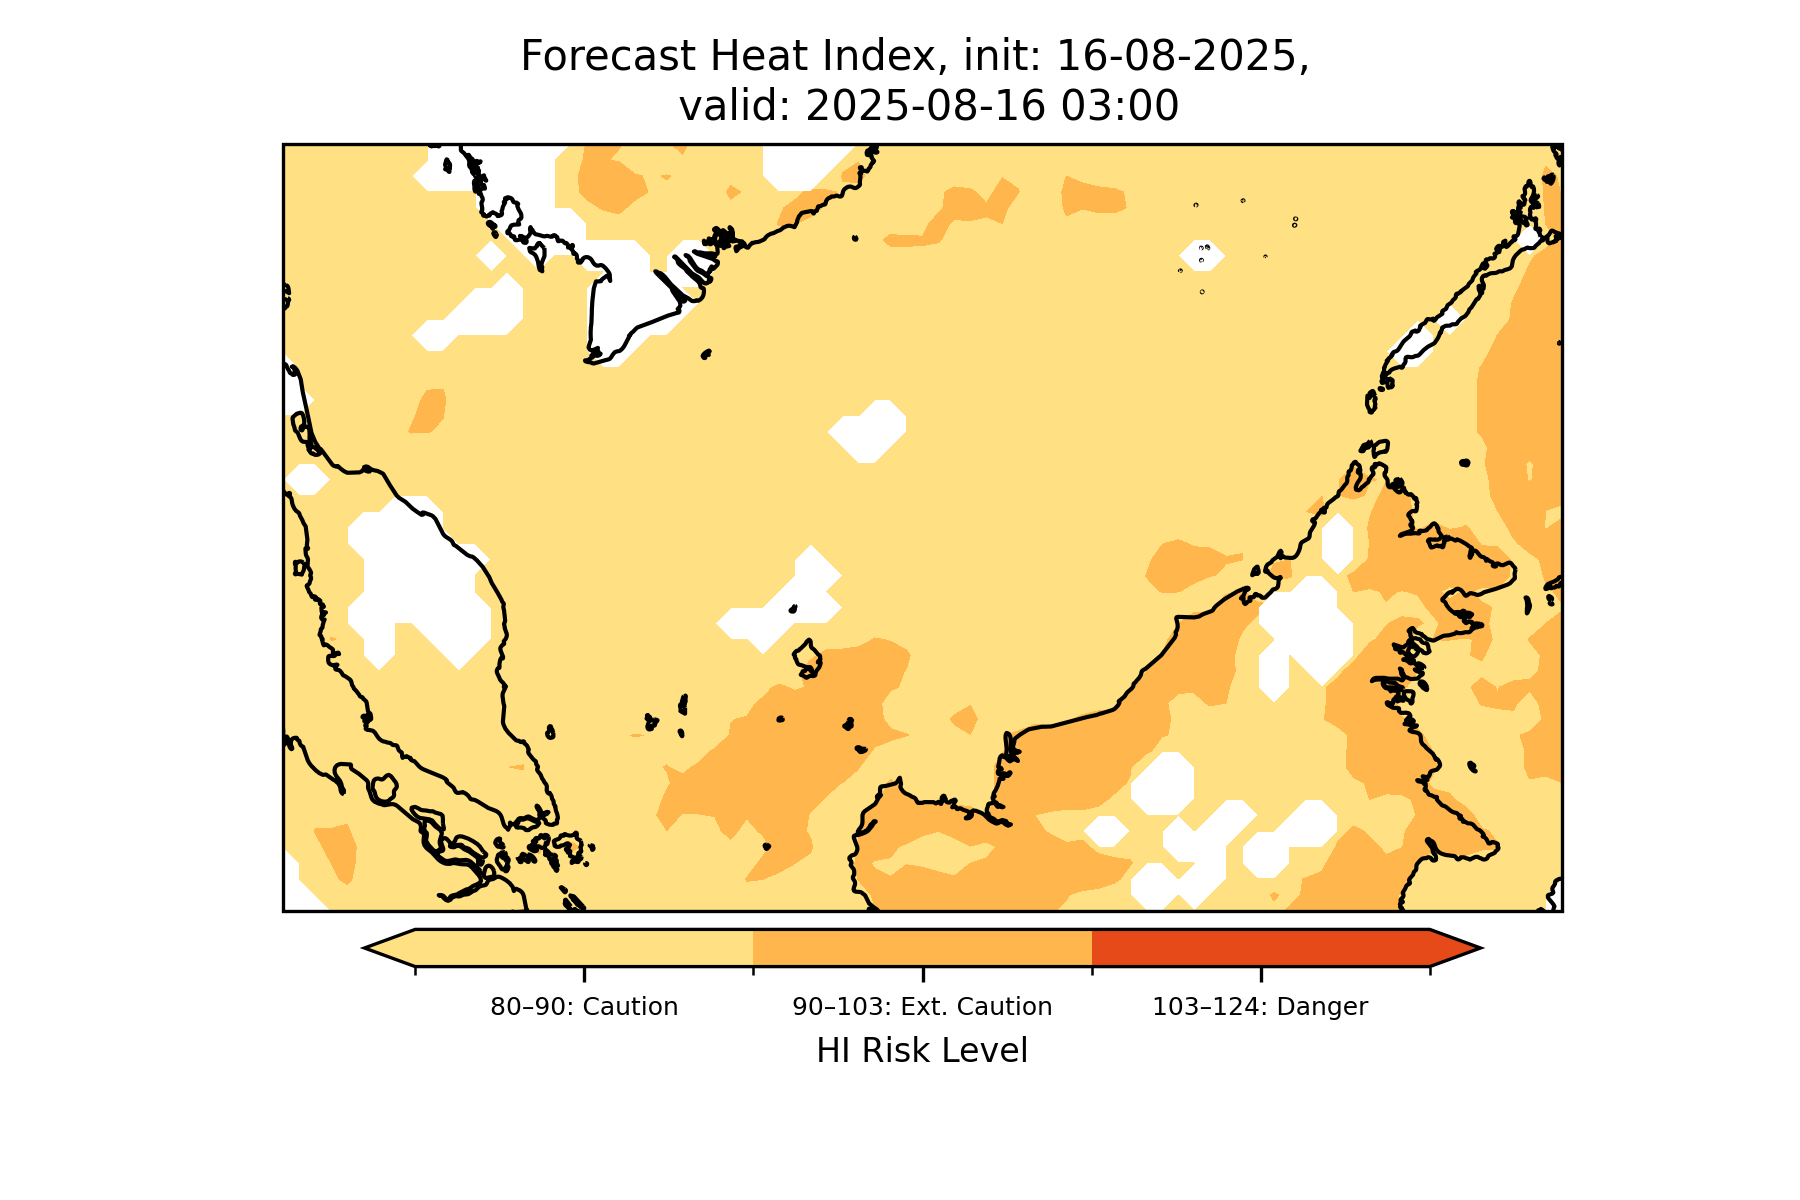 Forecast Heat Index, init: 16-08-2025,
valid: 2025-08-16 03:00
80–90: Caution
90–103: Ext. Caution
103–124: Danger
HI Risk Level